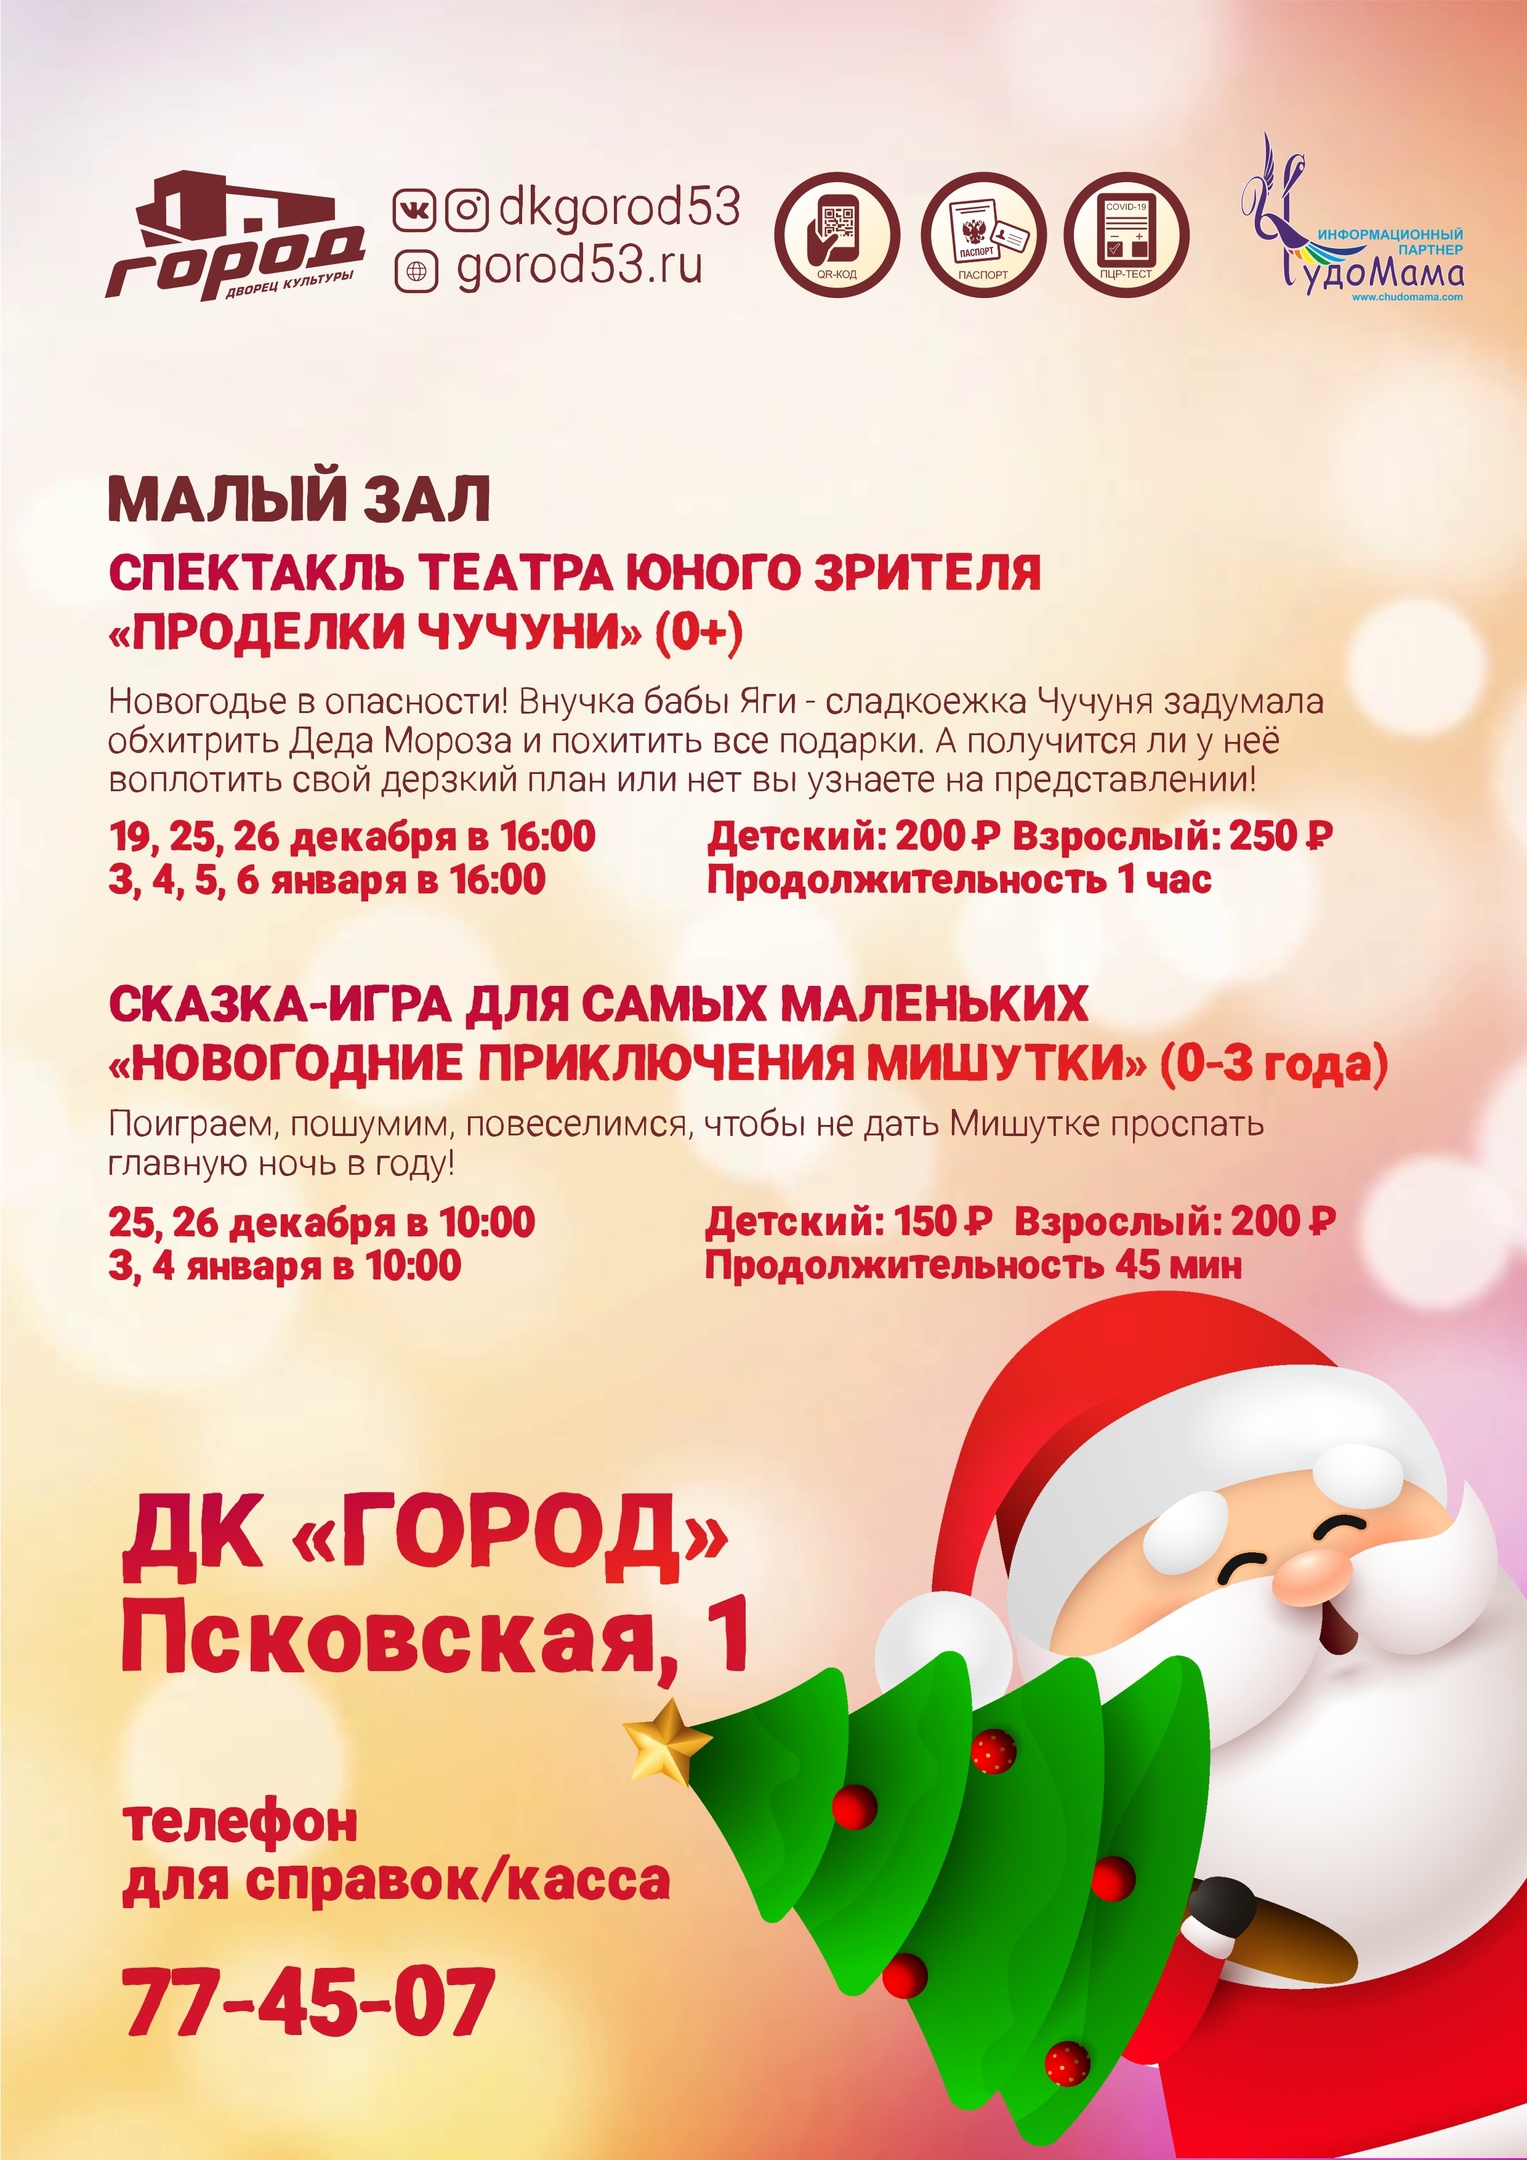 ГОРОД
ДВОРЕЦ КУЛЬТУРЫ
dkgorod53
gorod53.ru
QR-КОД
ПАСПОРТ
ПАСПОРТ
COVID-19
ПЦР-ТЕСТ
ИНФОРМАЦИОННЫЙ
ПАРТНЕР
ЧудоМама
www.chudomama.com
МАЛЫЙ ЗАЛ
СПЕКТАКЛЬ ТЕАТРА ЮНОГО ЗРИТЕЛЯ
«ПРОДЕЛКИ ЧУЧУНИ» (0+)
Новогодье в опасности! Внучка бабы Яги - сладкоежка Чучуня задумала
обхитрить Деда Мороза и похитить все подарки. А получится ли у неё
воплотить свой дерзкий план или нет вы узнаете на представлении!
19, 25, 26 декабря в 16:00
3, 4, 5, 6 января в 16:00
Детский: 200 ₽ Взрослый: 250 ₽
Продолжительность 1 час
СКАЗКА-ИГРА ДЛЯ САМЫХ МАЛЕНЬКИХ
«НОВОГОДНИЕ ПРИКЛЮЧЕНИЯ МИШУТКИ» (0-3 года)
Поиграем, пошумим, повеселимся, чтобы не дать Мишутке проспать
главную ночь в году!
25, 26 декабря в 10:00
3, 4 января в 10:00
Детский: 150 ₽ Взрослый: 200 ₽
Продолжительность 45 мин
ДК «ГОРОД»
Псковская, 1
телефон
для справок/касса
77-45-07